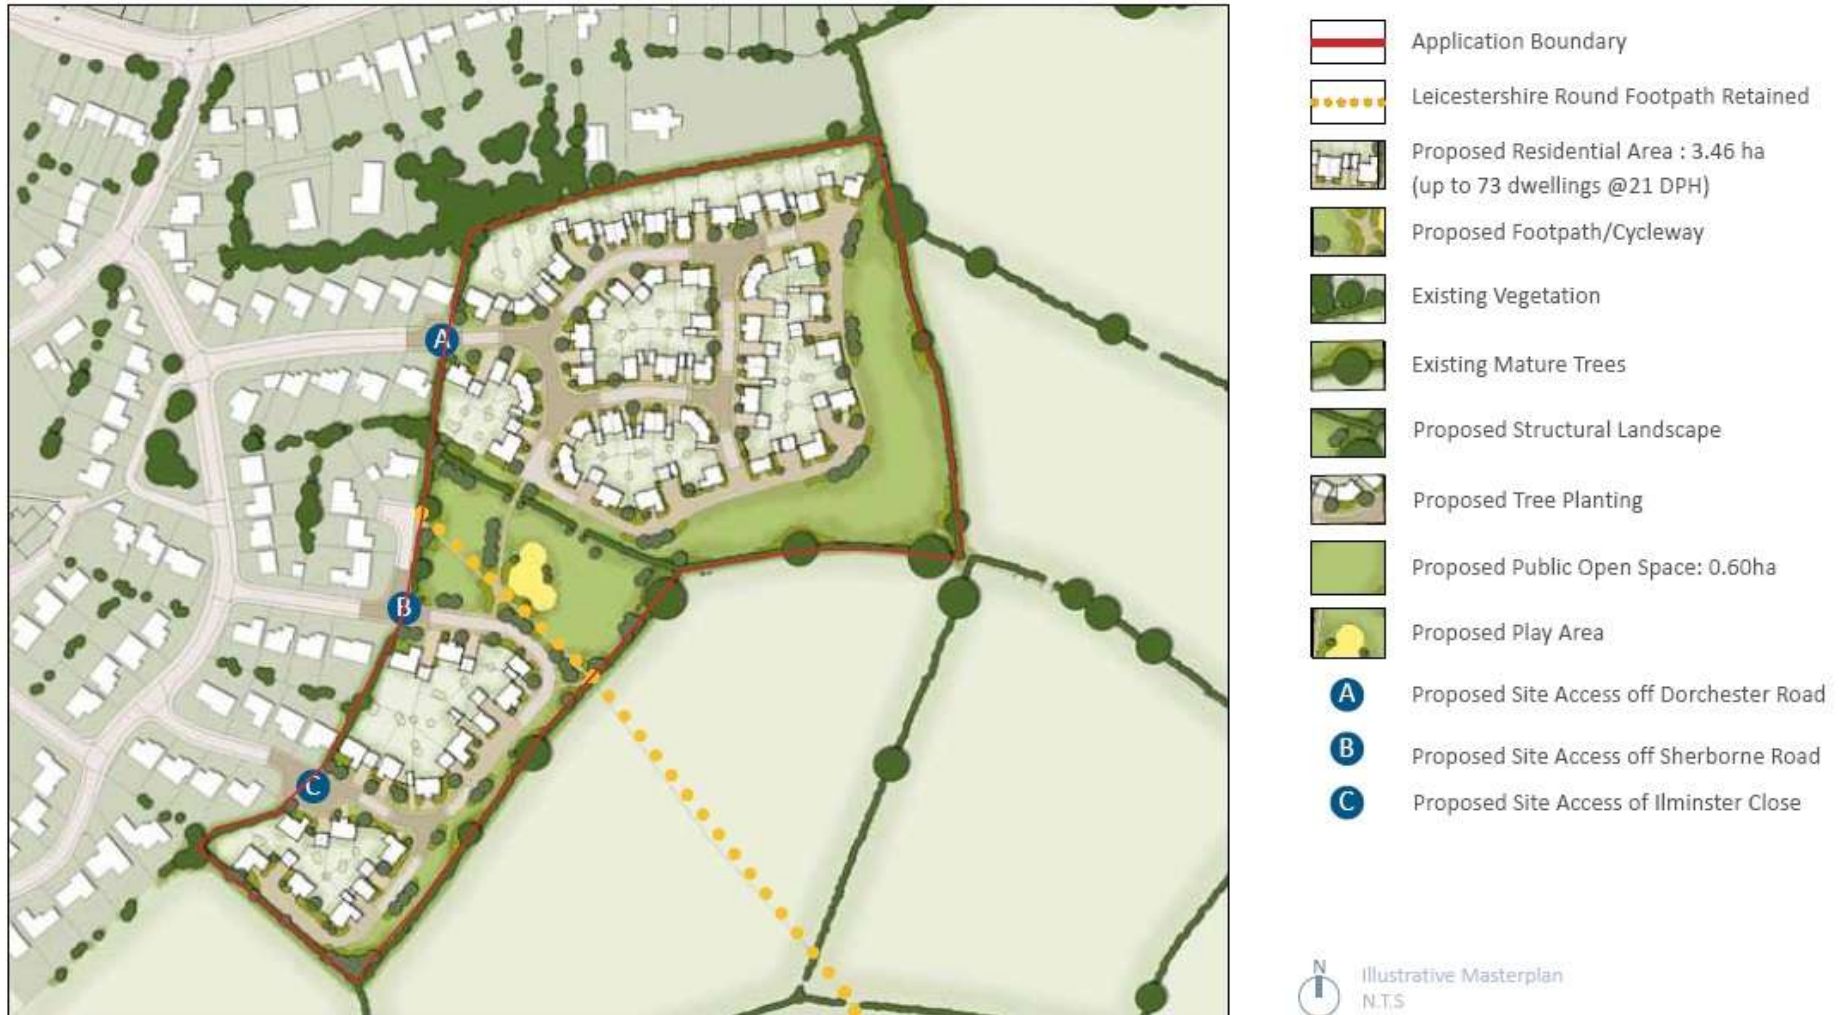 A
B
C
Application Boundary
Leicestershire Round Footpath Retained
Proposed Residential Area : 3.46 ha
(up to 73 dwellings @21 DPH)
Proposed Footpath/Cycleway
Existing Vegetation
Existing Mature Trees
Proposed Structural Landscape
Proposed Tree Planting
Proposed Public Open Space: 0.60ha
Proposed Play Area
A Proposed Site Access off Dorchester Road
B Proposed Site Access off Sherborne Road
C Proposed Site Access of Ilminster Close
N
Illustrative Masterplan
N.T.S